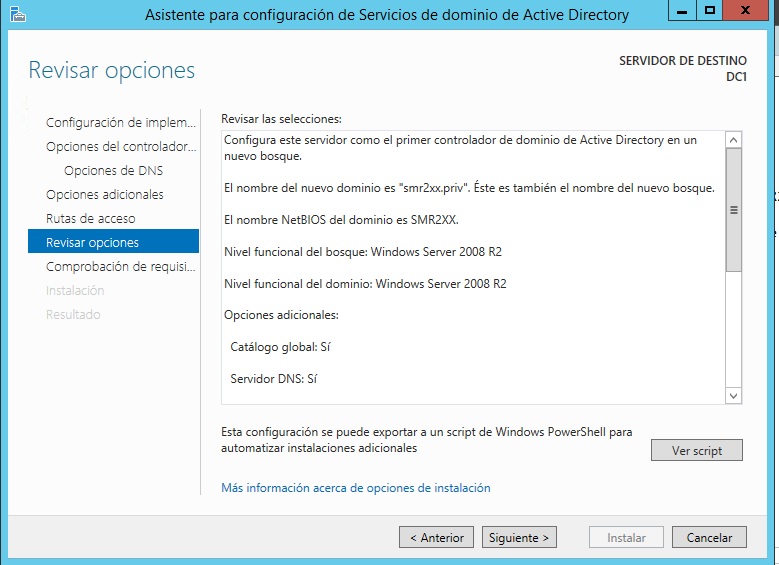 Asistente para configuración de Servicios de dominio de Active Directory
Revisar opciones
SERVIDOR DE DESTINO
DC1
Configuración de implem...
Opciones del controlador...
Opciones de DNS
Opciones adicionales
Rutas de acceso
Revisar opciones
Comprobación de requisi...
Instalación
Resultado
Revisar las selecciones:
Configura este servidor como el primer controlador de dominio de Active Directory en un
nuevo bosque.
El nombre del nuevo dominio es "smr2xx.priv". Éste es también el nombre del nuevo bosque.
El nombre NetBIOS del dominio es SMR2XX.
Nivel funcional del bosque: Windows Server 2008 R2
Nivel funcional del dominio: Windows Server 2008 R2
Opciones adicionales:
Catálogo global: Sí
Servidor DNS: Sí
Esta configuración se puede exportar a un script de Windows PowerShell para
automatizar instalaciones adicionales
Ver script
Más información acerca de opciones de instalación
< Anterior
Siguiente >
Instalar
Cancelar